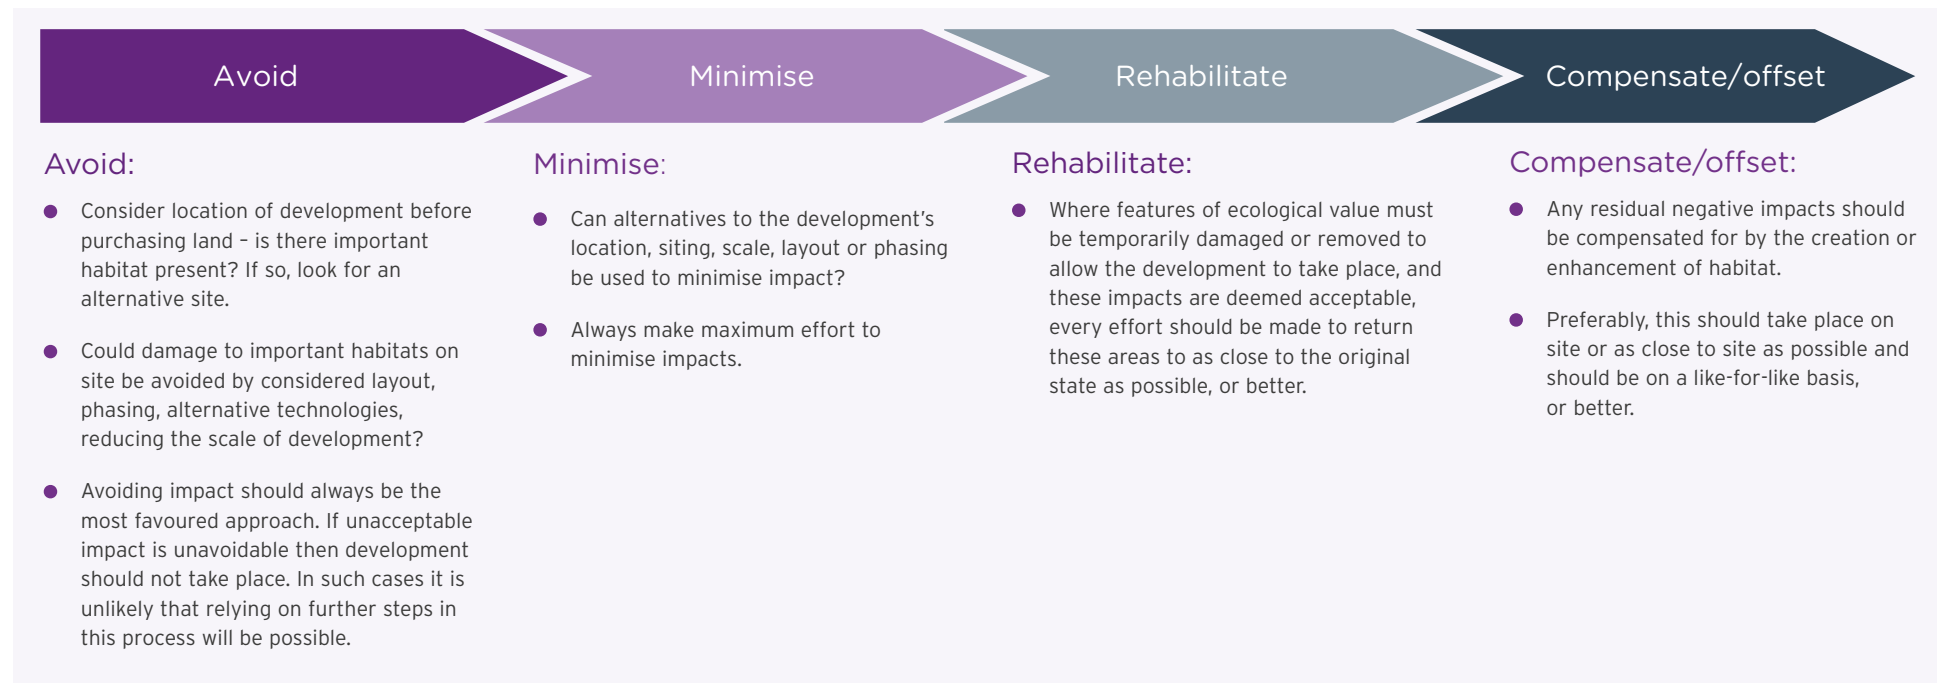 Avoid
Minimise
Rehabilitate
Compensate/offset
Avoid:
Consider location of development before
purchasing land – is there important
habitat present? If so, look for an
alternative site.
Could damage to important habitats on
site be avoided by considered layout,
phasing, alternative technologies,
reducing the scale of development?
Avoiding impact should always be the
most favoured approach. If unacceptable
impact is unavoidable then development
should not take place. In such cases it is
unlikely that relying on further steps in
this process will be possible.
Minimise:
Can alternatives to the development's
location, siting, scale, layout or phasing
be used to minimise impact?
Always make maximum effort to
minimise impacts.
Rehabilitate:
Where features of ecological value must
be temporarily damaged or removed to
allow the development to take place, and
these impacts are deemed acceptable,
every effort should be made to return
these areas to as close to the original
state as possible, or better.
Compensate/offset:
Any residual negative impacts should
be compensated for by the creation or
enhancement of habitat.
Preferably, this should take place on
site or as close to site as possible and
should be on a like-for-like basis,
or better.